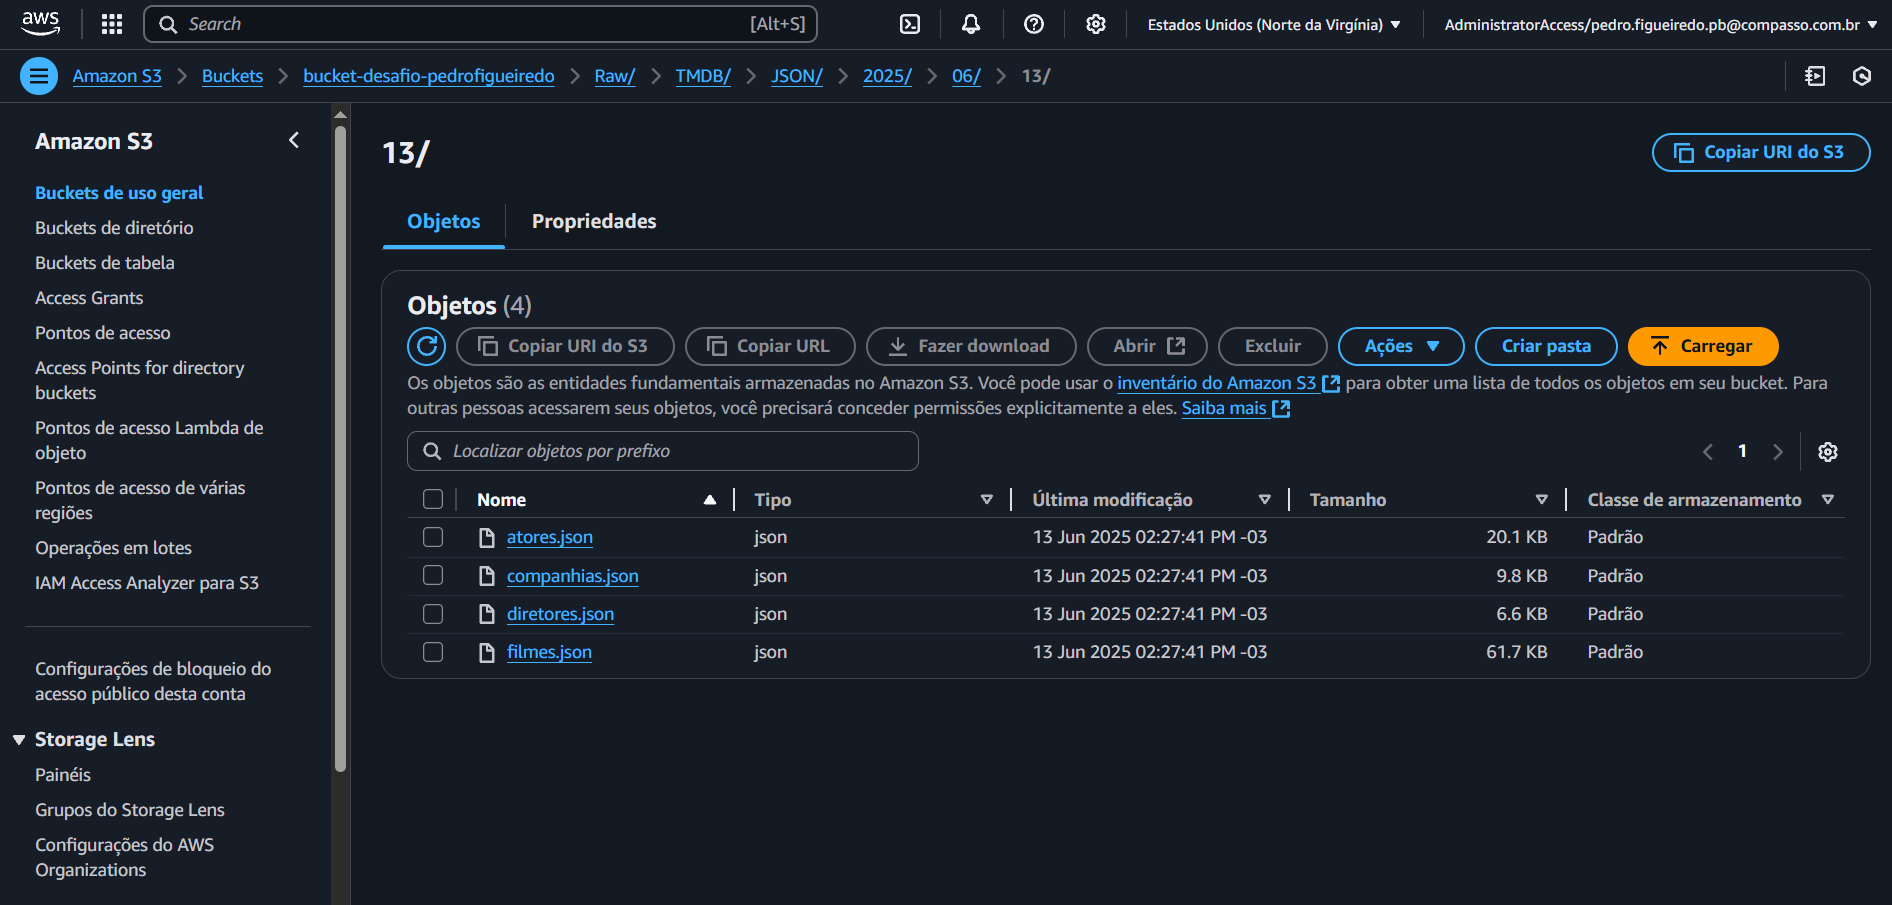 aws
Search [Alt+S]
Estados Unidos (Norte da Virgínia)
AdministratorAccess/pedro.figueiredo.pb@compasso.com.br
Amazon S3 > Buckets > bucket-desafio-pedrofigueiredo > Raw/ > TMDB/ > JSON/ > 2025/ > 06/ > 13/
Amazon S3
Buckets de uso geral
Buckets de diretório
Buckets de tabela
Access Grants
Pontos de acesso
Access Points for directory
buckets
Pontos de acesso Lambda de
objeto
Pontos de acesso de várias
regiões
Operações em lotes
IAM Access Analyzer para S3
Configurações de bloqueio do
acesso público desta conta
Storage Lens
Painéis
Grupos do Storage Lens
Configurações do AWS
Organizations
13/
Copiar URI do S3
Objetos
Propriedades
Objetos (4)
Copiar URI do S3
Copiar URL
Fazer download
Abrir
Excluir
Ações
Criar pasta
Carregar
Os objetos são as entidades fundamentais armazenadas no Amazon S3. Você pode usar o inventário do Amazon S3 para obter uma lista de todos os objetos em seu bucket. Para
outras pessoas acessarem seus objetos, você precisará conceder permissões explicitamente a eles. Saiba mais
Localizar objetos por prefixo
1
Nome Tipo Última modificação Tamanho Classe de armazenamento
atores.json json 13 Jun 2025 02:27:41 PM -03 20.1 KB Padrão
companhias.json json 13 Jun 2025 02:27:41 PM -03 9.8 KB Padrão
diretores.json json 13 Jun 2025 02:27:41 PM -03 6.6 KB Padrão
filmes.json json 13 Jun 2025 02:27:41 PM -03 61.7 KB Padrão